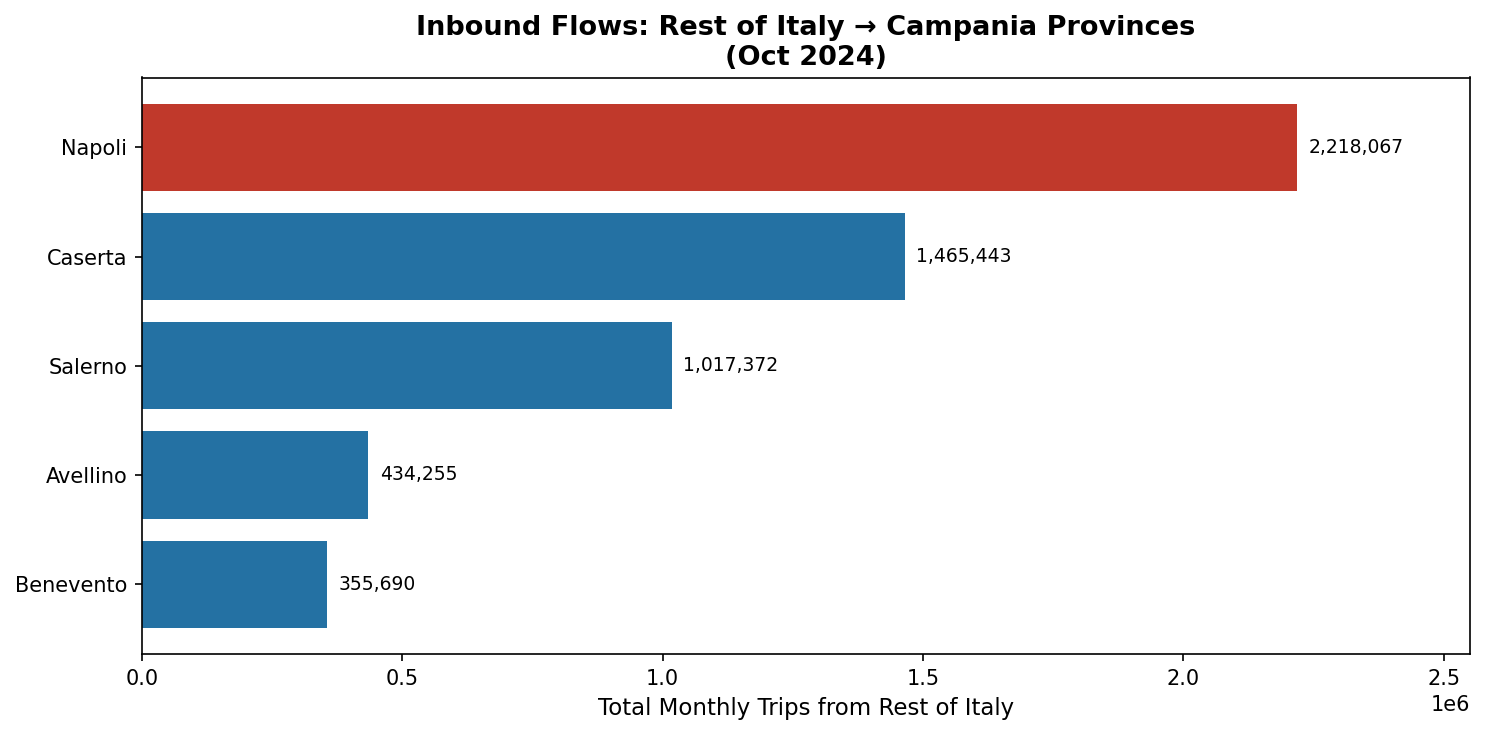 Inbound Flows: Rest of Italy → Campania Provinces
(Oct 2024)
Napoli
2,218,067
Caserta
1,465,443
Salerno
1,017,372
Avellino
434,255
Benevento
355,690
0.0 0.5 1.0 1.5 2.0 2.5
1e6
Total Monthly Trips from Rest of Italy